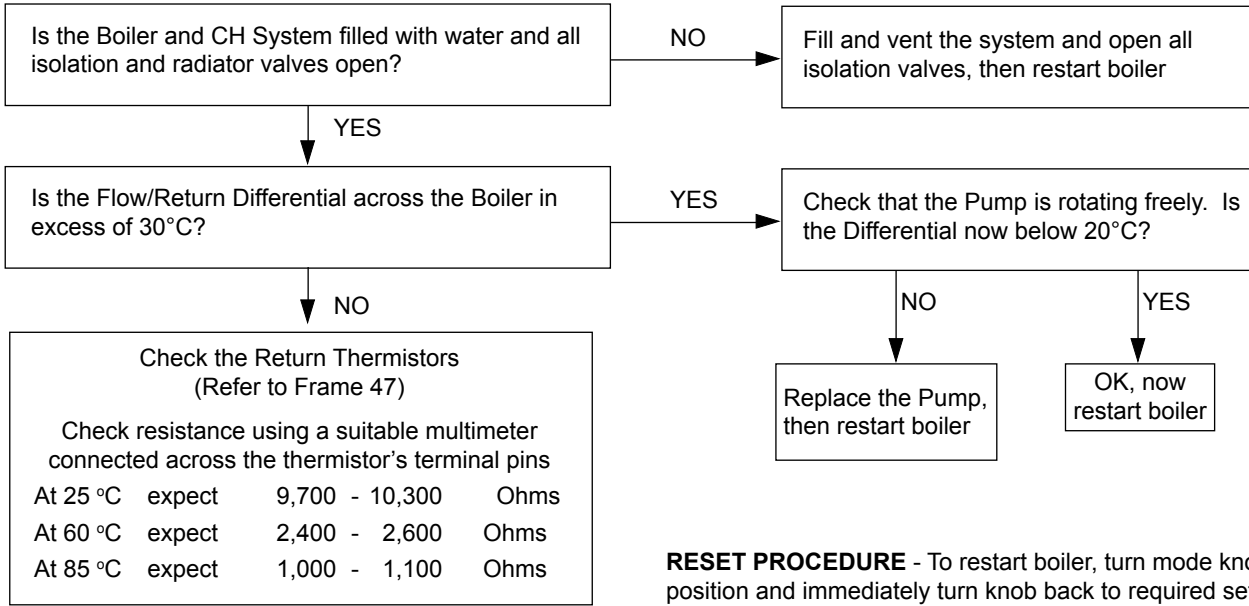 Is the Boiler and CH System filled with water and all
isolation and radiator valves open?
NO
Fill and vent the system and open all
isolation valves, then restart boiler
YES
Is the Flow/Return Differential across the Boiler in
excess of 30°C?
YES
Check that the Pump is rotating freely.  Is
the Differential now below 20°C?
NO
NO
YES
Check the Return Thermistors
(Refer to Frame 47)
Check resistance using a suitable multimeter
connected across the thermistor's terminal pins
At 25 °C expect 9,700 - 10,300 Ohms
At 60 °C expect 2,400 - 2,600 Ohms
At 85 °C expect 1,000 - 1,100 Ohms
Replace the Pump,
then restart boiler
OK, now
restart boiler
RESET PROCEDURE - To restart boiler, turn mode
position and immediately turn knob back to required